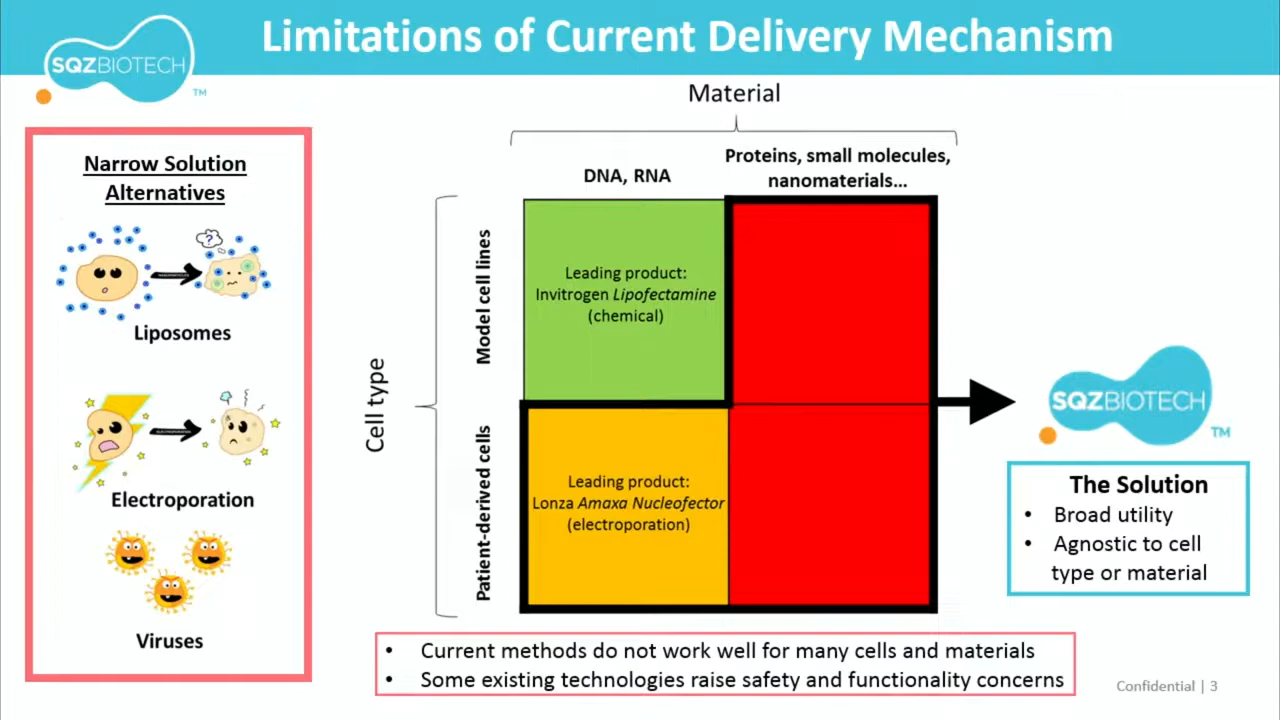 Limitations of Current Delivery Mechanism
SQZBIOTECH
TM
Material
Narrow Solution
Alternatives
Liposomes
Electroporation
Viruses
DNA, RNA
Proteins, small molecules,
nanomaterials...
Cell type
Model cell lines
Patient-derived cells
Leading product:
Invitrogen Lipofectamine
(chemical)
Leading product:
Lonza Amaxa Nucleofector
(electroporation)
?
SQZBIOTECH
TM
The Solution
• Broad utility
• Agnostic to cell
type or material
• Current methods do not work well for many cells and materials
• Some existing technologies raise safety and functionality concerns
Confidential | 3